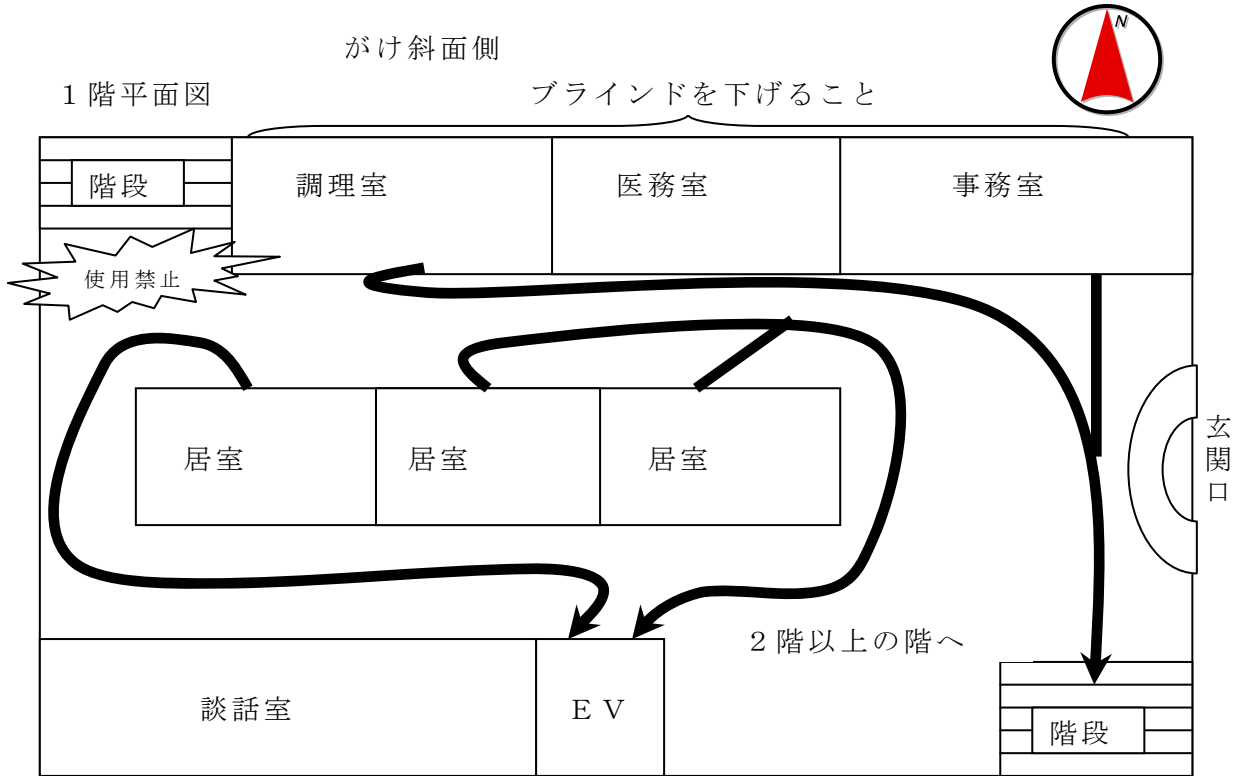 N
がけ斜面側
１階平面図
ブラインドを下げること
階段
調理室
医務室
事務室
使用禁止
玄関口
居室
居室
居室
２階以上の階へ
談話室
ＥＶ
階段